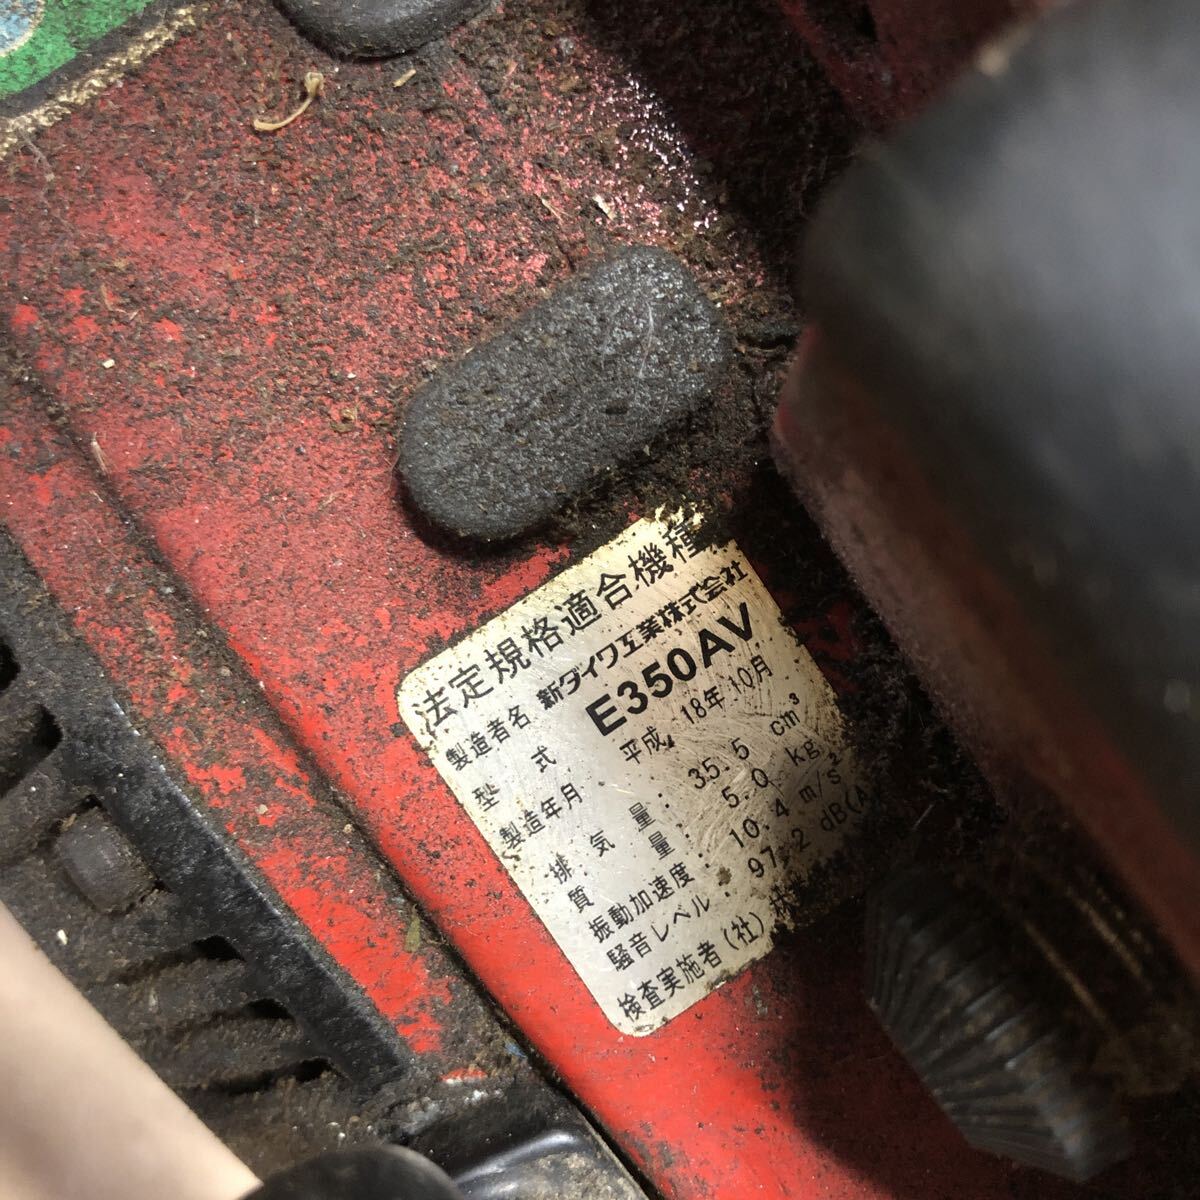 法定規格適合機種
製造者名 新ダイワ工業株式会社
型式 E350AV
製造年月 平成 18年 10月
排気量: 35.5 cm³
質量: 5.0 kg
振動加速度: 10.4 m/s²
騒音レベル: 97.2 dB(A
検査実施者(社)